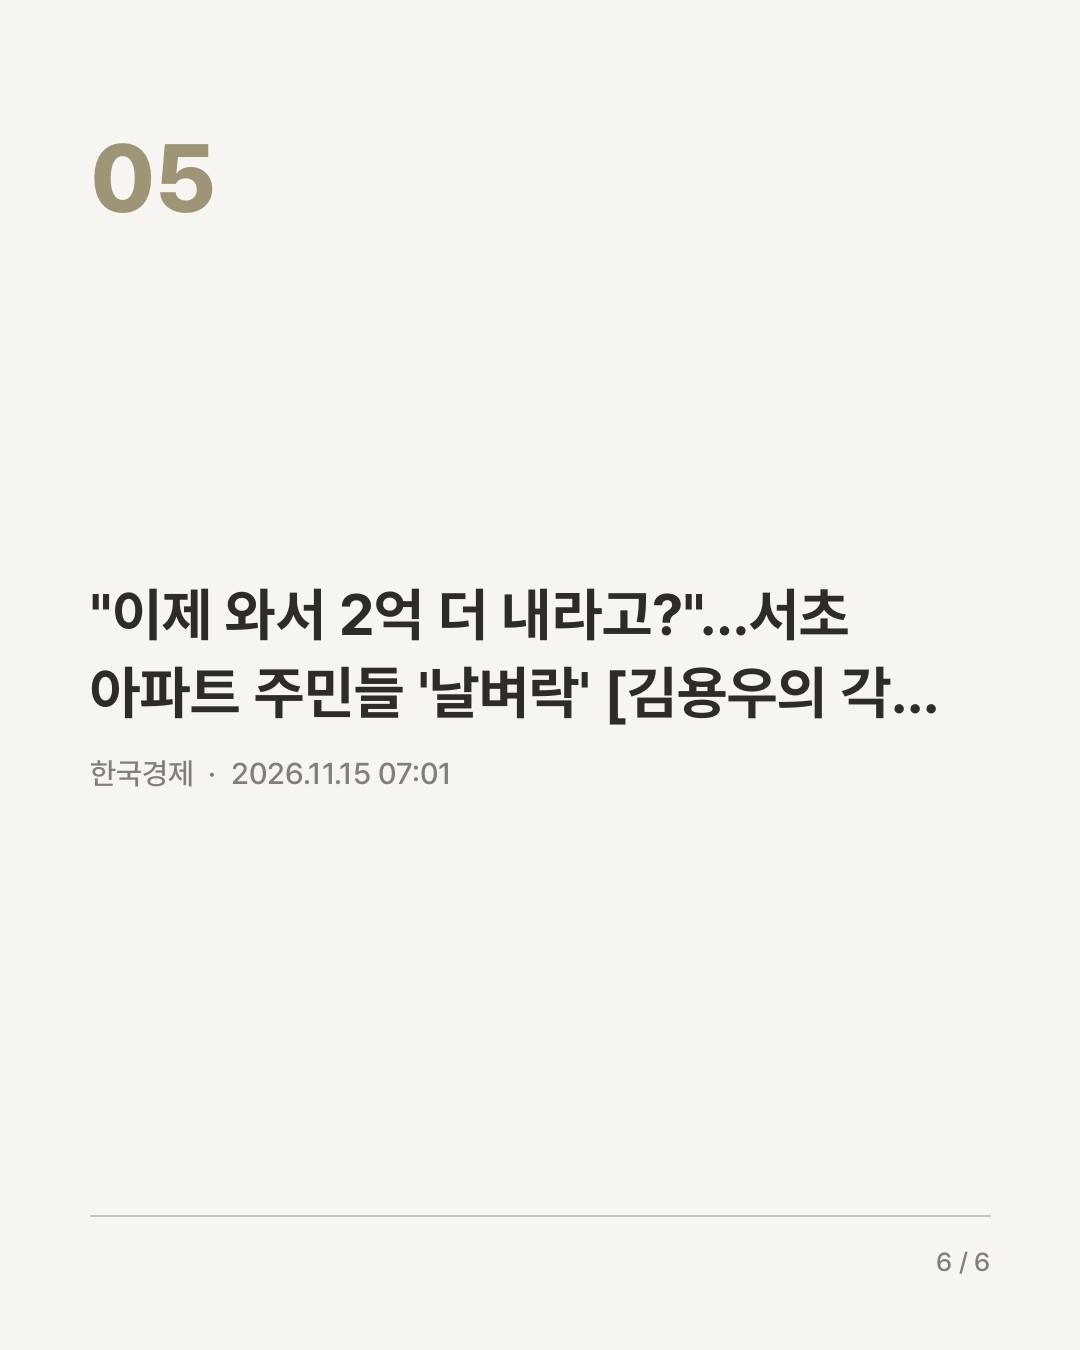 05
"이제 와서 2억 더 내라고?"...서초
아파트 주민들 '날벼락' [김용우의 각...
한국경제 · 2026.11.15 07:01
6 / 6